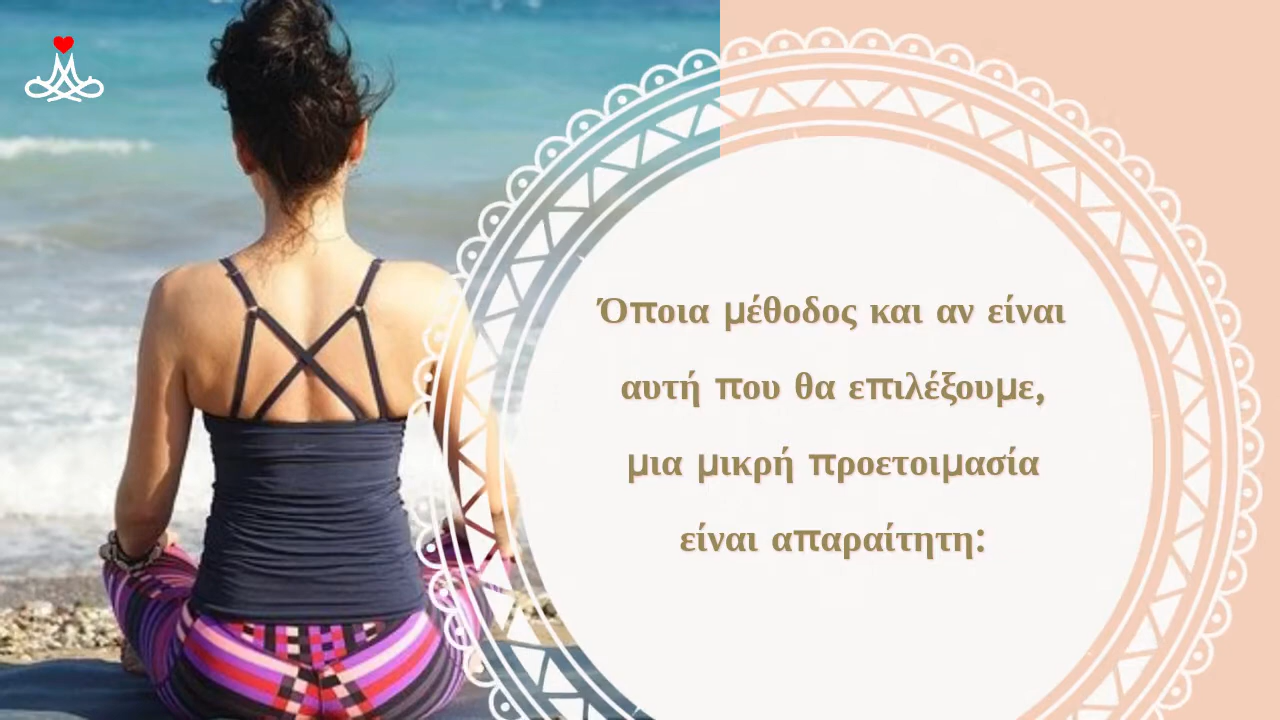 Όποια μέθοδος και αν είναι
αυτή που θα επιλέξουμε,
μια μικρή προετοιμασία
είναι απαραίτητη: